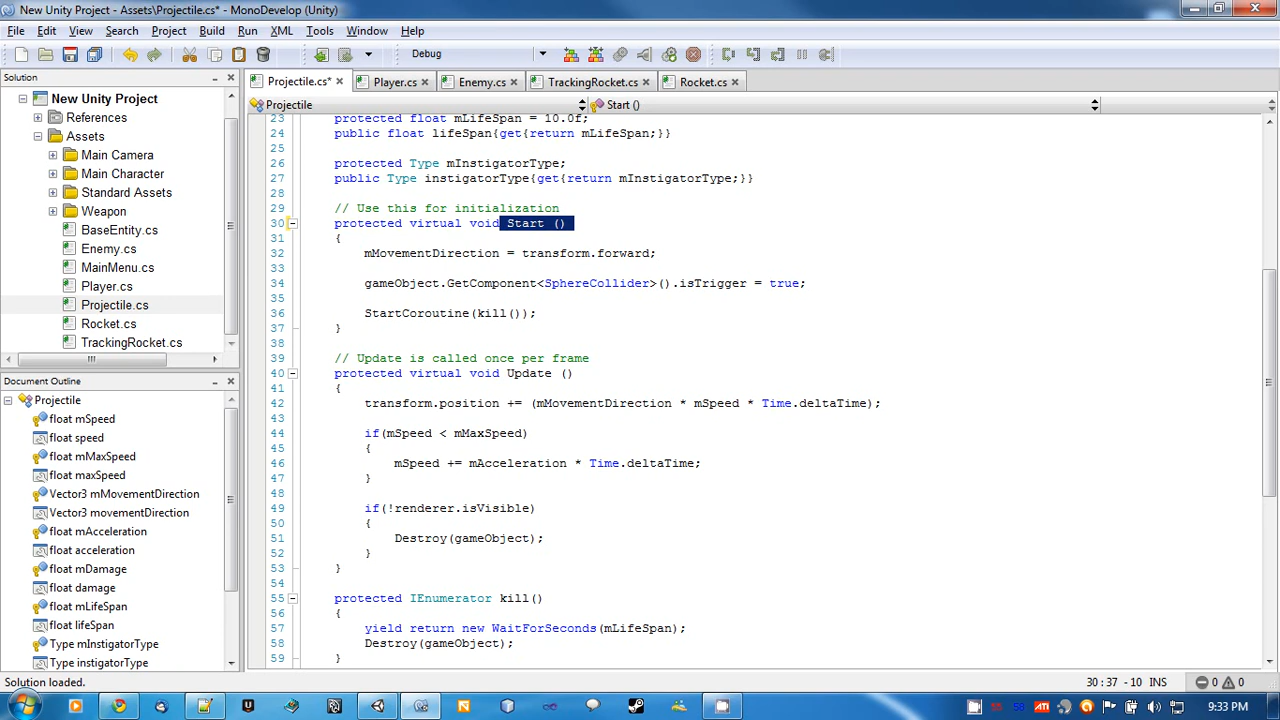 New Unity Project - Assets\Projectile.cs* - MonoDevelop (Unity)
File Edit View Search Project Build Run XML Tools Window Help
Debug
Solution
Projectile.cs* Player.cs Enemy.cs TrackingRocket.cs Rocket.cs
Projectile Start ()
New Unity Project
References
Assets
Main Camera
Main Character
Standard Assets
Weapon
BaseEntity.cs
Enemy.cs
MainMenu.cs
Player.cs
Projectile.cs
Rocket.cs
TrackingRocket.cs
Document Outline
Projectile
float mSpeed
float speed
float mMaxSpeed
float maxSpeed
Vector3 mMovementDirection
Vector3 movementDirection
float mAcceleration
float acceleration
float mDamage
float damage
float mLifeSpan
float lifeSpan
Type mInstigatorType
Type instigatorType
23 protected float mLifeSpan = 10.0f;
24 public float lifeSpan{get{return mLifeSpan;}}
25
26 protected Type mInstigatorType;
27 public Type instigatorType{get{return mInstigatorType;}}
28
29 // Use this for initialization
30 protected virtual void Start ()
31 {
32 mMovementDirection = transform.forward;
33
34 gameObject.GetComponent<SphereCollider>().isTrigger = true;
35
36 StartCoroutine(kill());
37 }
38
39 // Update is called once per frame
40 protected virtual void Update ()
41 {
42 transform.position += (mMovementDirection * mSpeed * Time.deltaTime);
43
44 if(mSpeed < mMaxSpeed)
45 {
46 mSpeed += mAcceleration * Time.deltaTime;
47 }
48
49 if(!renderer.isVisible)
50 {
51 Destroy(gameObject);
52 }
53 }
54
55 protected IEnumerator kill()
56 {
57 yield return new WaitForSeconds(mLifeSpan);
58 Destroy(gameObject);
59 }
Solution loaded. 30 : 37 - 10 INS 0 0
9:33 PM